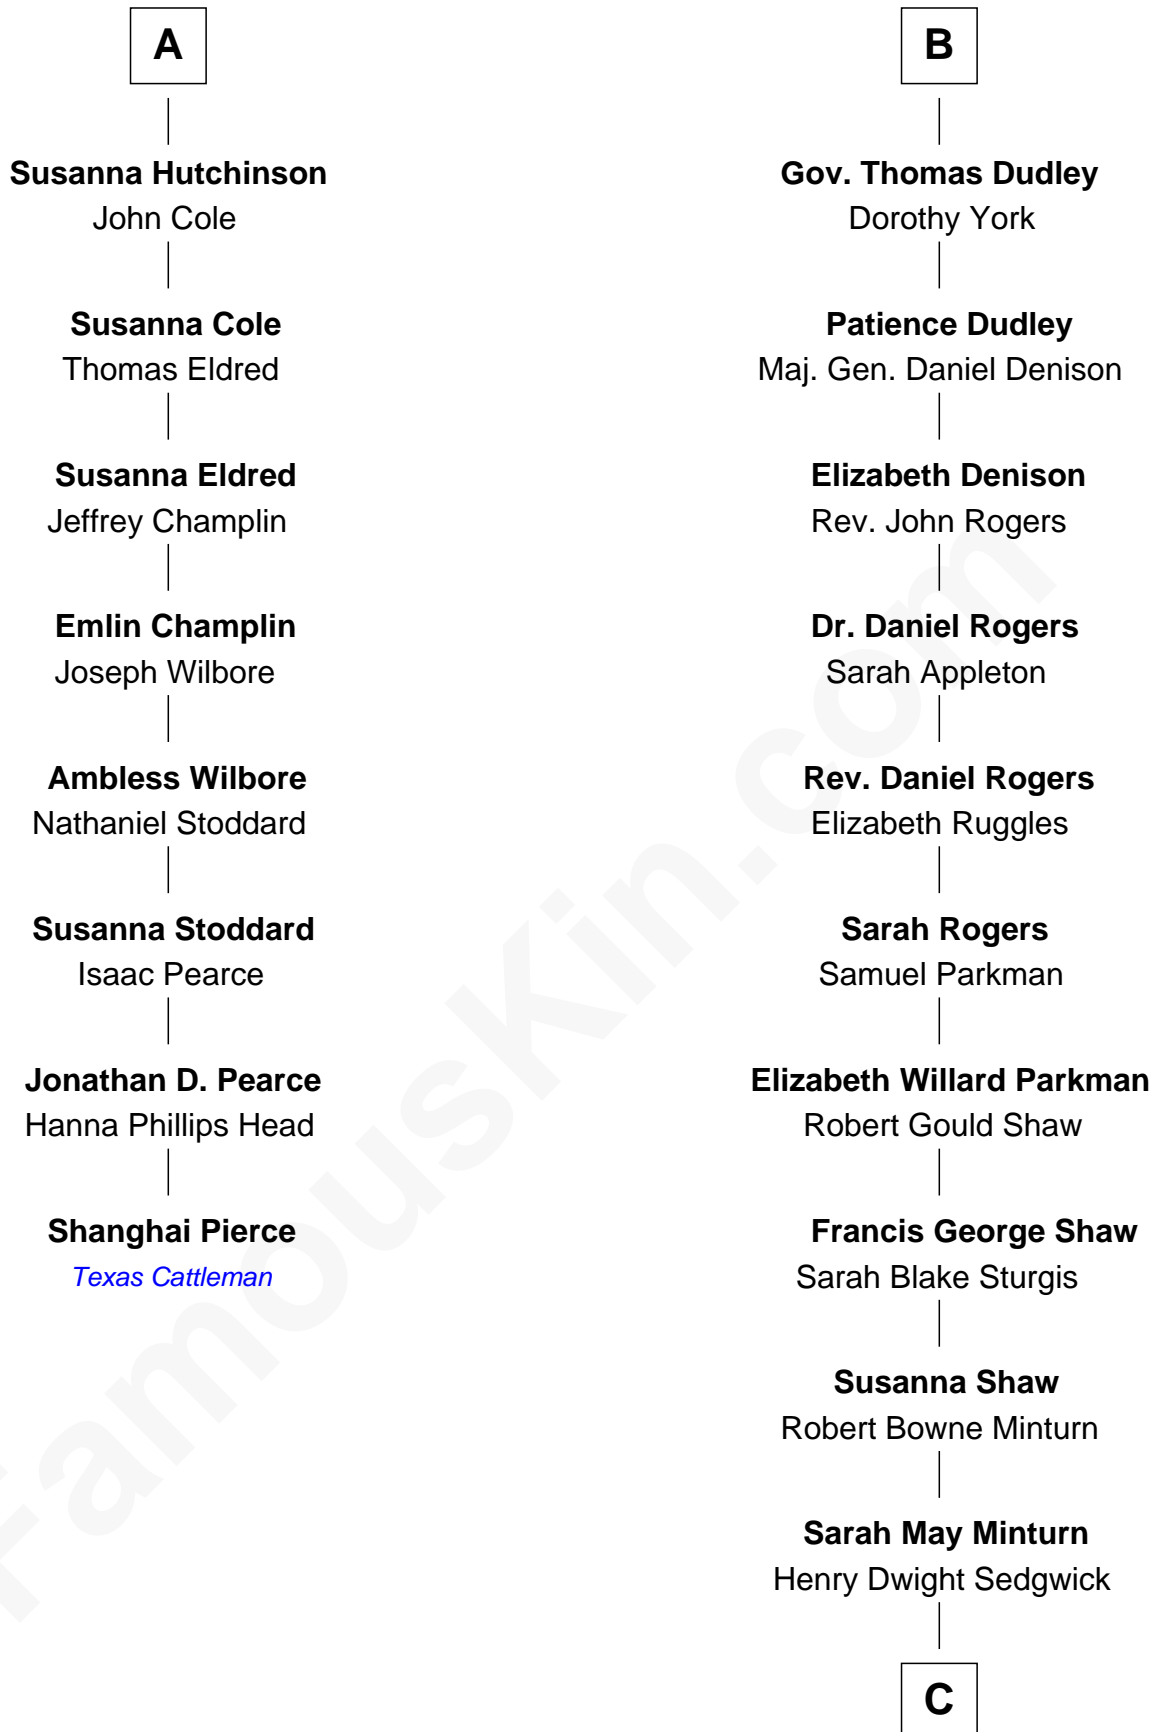 A
Susanna Hutchinson
John Cole
Susanna Cole
Thomas Eldred
Susanna Eldred
Jeffrey Champlin
Emlin Champlin
Joseph Wilbore
Ambless Wilbore
Nathaniel Stoddard
Susanna Stoddard
Isaac Pearce
Jonathan D. Pearce
Hanna Phillips Head
Shanghai Pierce
Texas Cattleman
B
Gov. Thomas Dudley
Dorothy York
Patience Dudley
Maj. Gen. Daniel Denison
Elizabeth Denison
Rev. John Rogers
Dr. Daniel Rogers
Sarah Appleton
Rev. Daniel Rogers
Elizabeth Ruggles
Sarah Rogers
Samuel Parkman
Elizabeth Willard Parkman
Robert Gould Shaw
Francis George Shaw
Sarah Blake Sturgis
Susanna Shaw
Robert Bowne Minturn
Sarah May Minturn
Henry Dwight Sedgwick
C
FamousKin.com